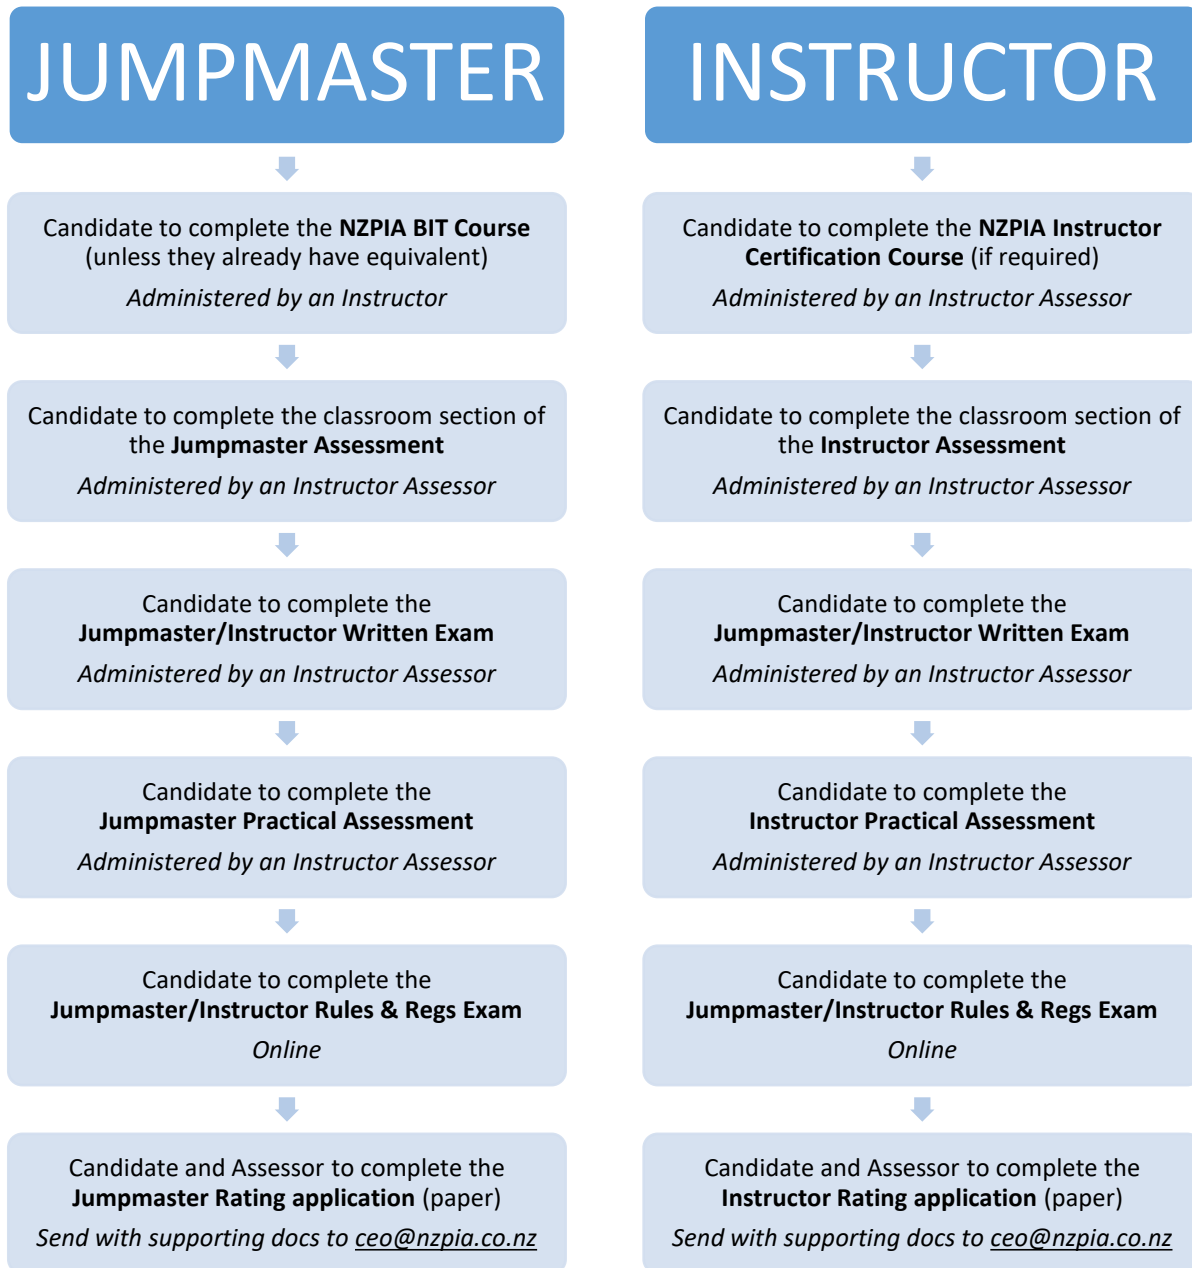 JUMPMASTER
Candidate to complete the NZPIA BIT Course
(unless they already have equivalent)
Administered by an Instructor
Candidate to complete the classroom section of
the Jumpmaster Assessment
Administered by an Instructor Assessor
Candidate to complete the
Jumpmaster/Instructor Written Exam
Administered by an Instructor Assessor
Candidate to complete the
Jumpmaster Practical Assessment
Administered by an Instructor Assessor
Candidate to complete the
Jumpmaster/Instructor Rules & Regs Exam
Online
Candidate and Assessor to complete the
Jumpmaster Rating application (paper)
Send with supporting docs to ceo@nzpia.co.nz
INSTRUCTOR
Candidate to complete the NZPIA Instructor
Certification Course (if required)
Administered by an Instructor Assessor
Candidate to complete the classroom section of
the Instructor Assessment
Administered by an Instructor Assessor
Candidate to complete the
Jumpmaster/Instructor Written Exam
Administered by an Instructor Assessor
Candidate to complete the
Instructor Practical Assessment
Administered by an Instructor Assessor
Candidate to complete the
Jumpmaster/Instructor Rules & Regs Exam
Online
Candidate and Assessor to complete the
Instructor Rating application (paper)
Send with supporting docs to ceo@nzpia.co.nz